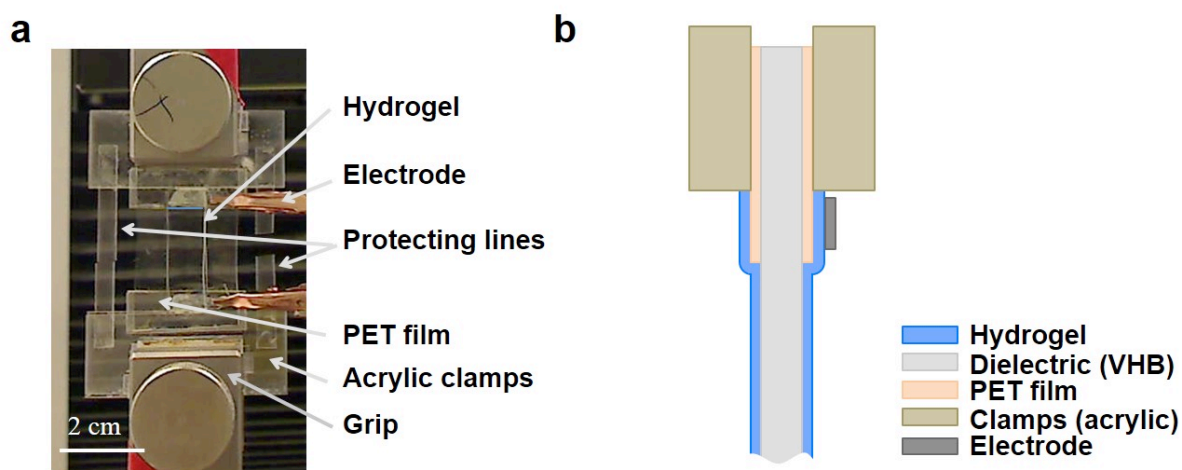 a
Hydrogel
Electrode
Protecting lines
PET film
Acrylic clamps
Grip
2 cm
b
Hydrogel
Dielectric (VHB)
PET film
Clamps (acrylic)
Electrode